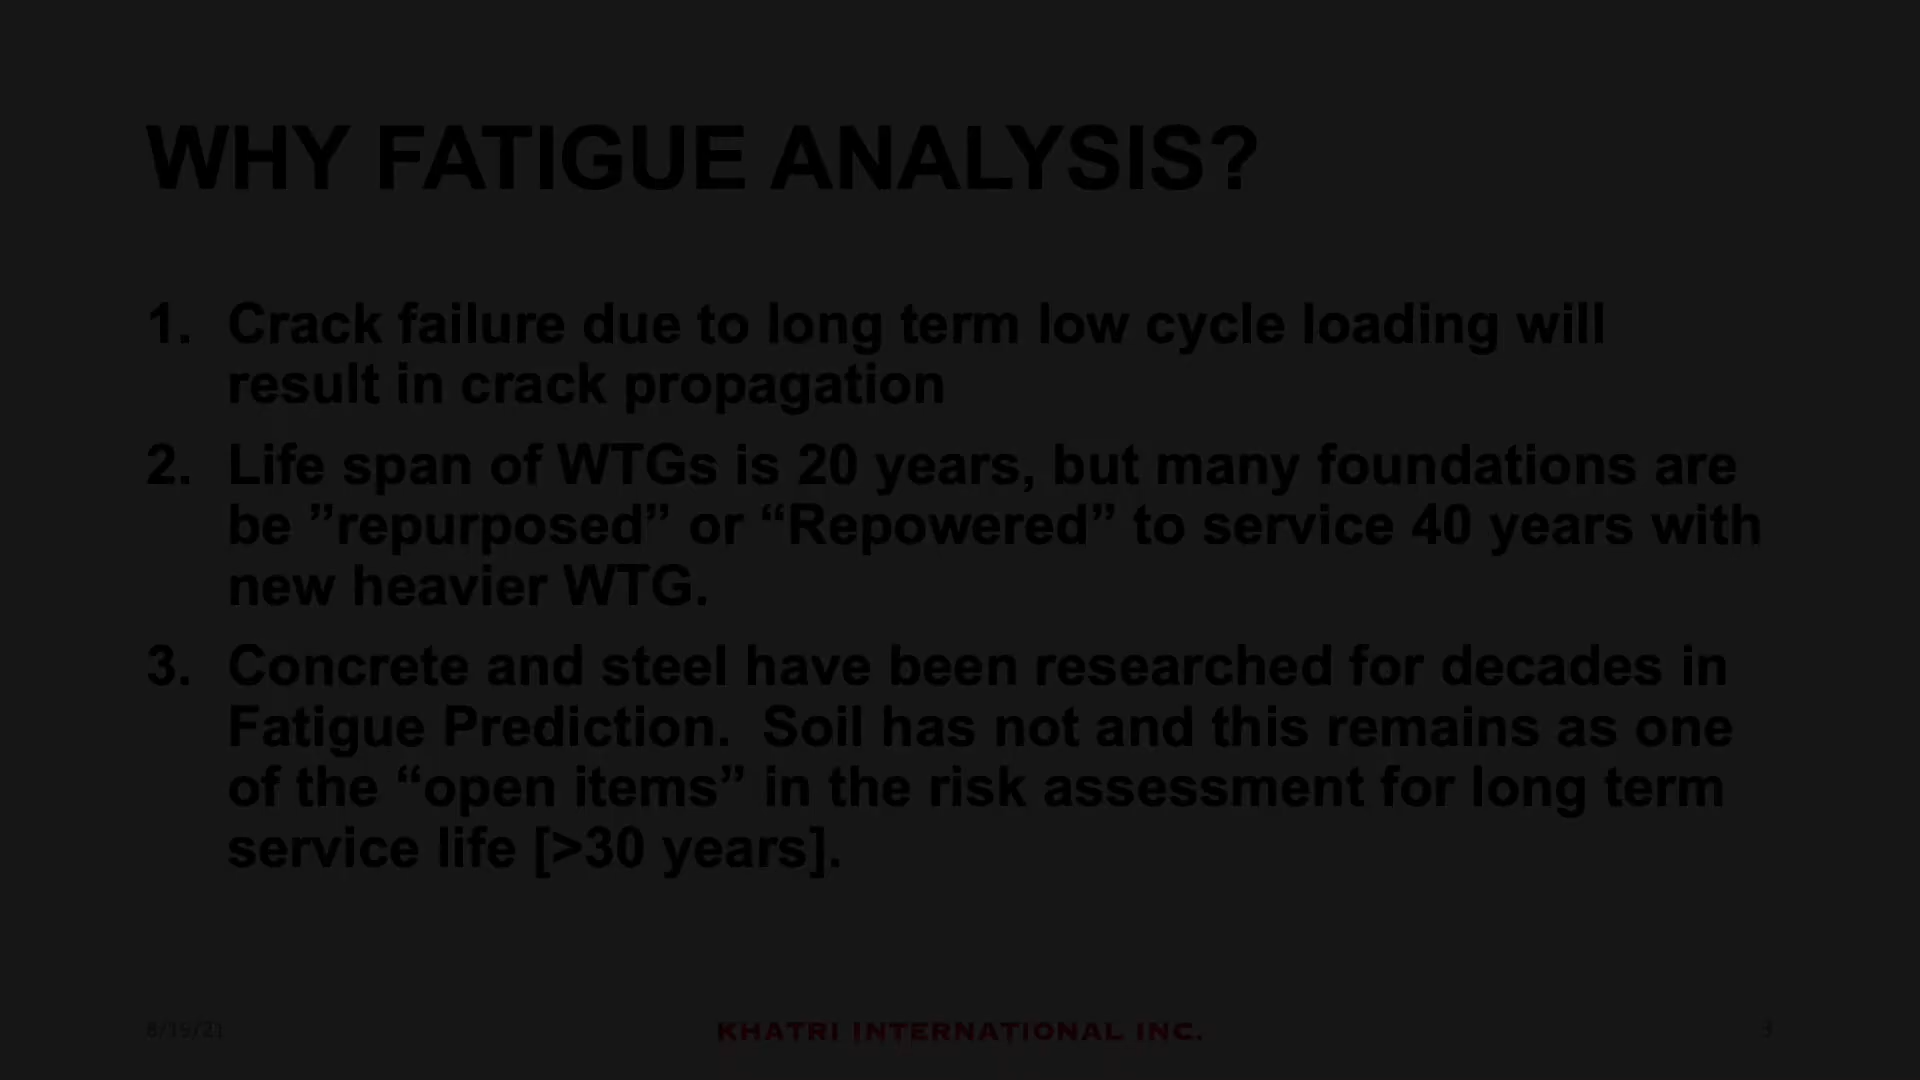 WHY FATIGUE ANALYSIS?
1. Crack failure due to long term low cycle loading will
result in crack propagation
2. Life span of WTGs is 20 years, but many foundations are
be ”repurposed” or “Repowered” to service 40 years with
new heavier WTG.
3. Concrete and steel have been researched for decades in
Fatigue Prediction.  Soil has not and this remains as one
of the “open items” in the risk assessment for long term
service life [>30 years].
8/15/21
KHATRI INTERNATIONAL INC.
3